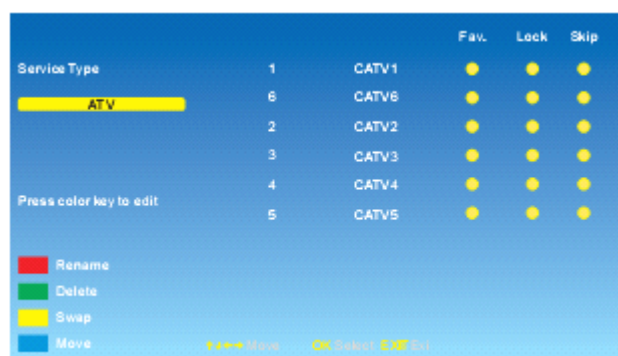 Fav. Lock Skip
Service Type 1 CATV1
ATV 6 CATV6
2 CATV2
3 CATV3
4 CATV4
Press color key to edit
5 CATV5
Rename
Delete
Swap
Move Move OK Select EXIT Exit